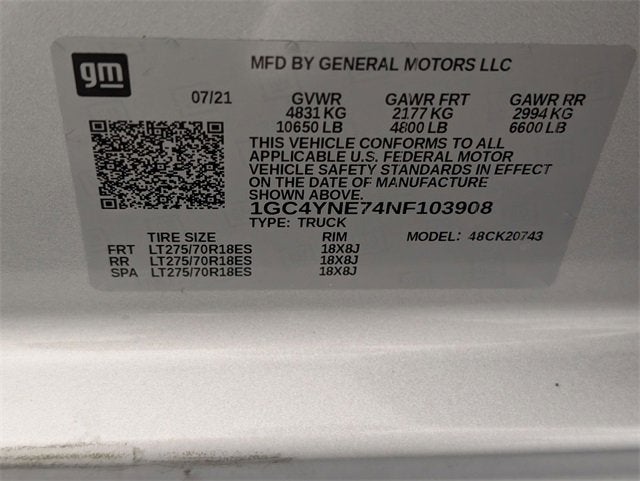 gm
MFD BY GENERAL MOTORS LLC
07/21 GVWR GAWR FRT GAWR RR
4831 KG 2177 KG 2994 KG
10650 LB 4800 LB 6600 LB
THIS VEHICLE CONFORMS TO ALL
APPLICABLE U.S. FEDERAL MOTOR
VEHICLE SAFETY STANDARDS IN EFFECT
ON THE DATE OF MANUFACTURE
SHOWN ABOVE.
1GC4YNE74NF103908
TYPE: TRUCK
TIRE SIZE RIM MODEL: 48CK20743
FRT LT275/70R18ES 18X8J
RR LT275/70R18ES 18X8J
SPA LT275/70R18ES 18X8J